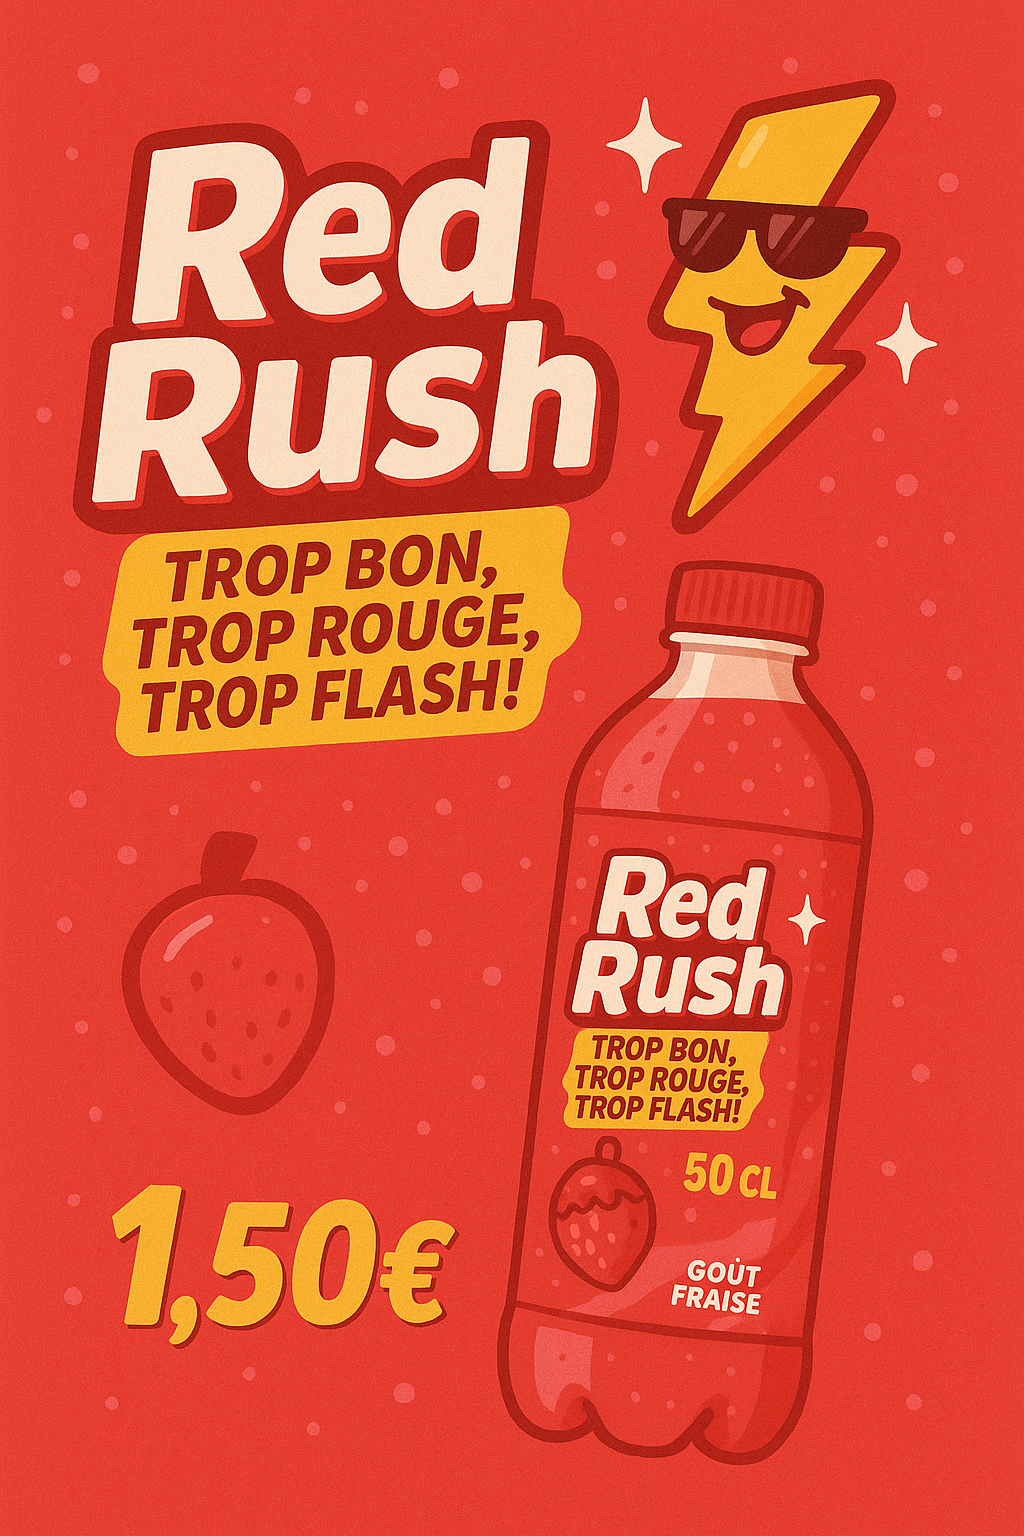 Red
Rush
TROP BON,
TROP ROUGE,
TROP FLASH!
Red
Rush
TROP BON,
TROP ROUGE,
TROP FLASH!
50 CL
GOÛT
FRAISE
1,50€